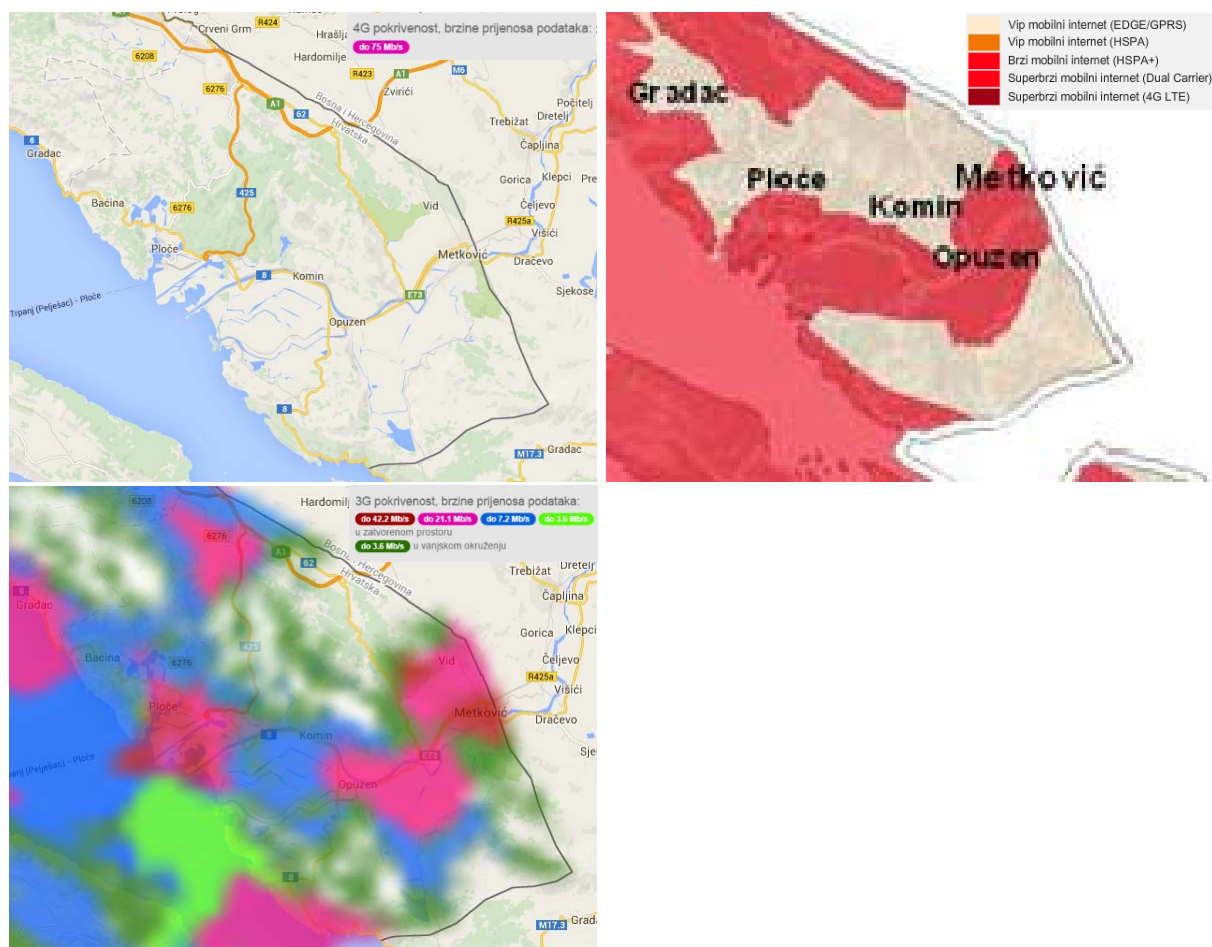 Crveni Grm
R424
4G pokrivenost, brzine prijenosa podataka:
do 75 Mb/s
Hardomilje
6208
R423
A1
M6
6276
Zvirići
A1
62
Bosna i Hercegovina
Hrvatska
Počitelj
Trebižat
Dretelj
Čapljina
8
Gradac
425
Gorica
Klepci
Baćina
6276
Vid
Čeljevo
R425a
Višići
Ploče
Metković
Dračevo
8
Komin
E73
Sjekose
Trpanj (Pelješac) - Ploče
Opuzen
8
Gradac
M17.3
Vip mobilni internet (EDGE/GPRS)
Vip mobilni internet (HSPA)
Brzi mobilni internet (HSPA+)
Superbrzi mobilni internet (Dual Carrier)
Superbrzi mobilni internet (4G LTE)
Gradac
Ploče
Metković
Komin
Opuzen
6208
3G pokrivenost, brzine prijenosa podataka:
do 42.2 Mb/s do 21.1 Mb/s do 7.2 Mb/s do 3.6 Mb/s
u zatvorenom prostoru
do 3.6 Mb/s u vanjskom okruženju
6276
A1
62
Bosna i Hercegovina
Hrvatska
Trebižat
Čapljina
8
Gradac
425
Gorica
Klepci
Baćina
6276
Vid
Čeljevo
R425a
Višići
Ploče
Metković
Dračevo
8
Komin
E73
Opuzen
8
M17.3